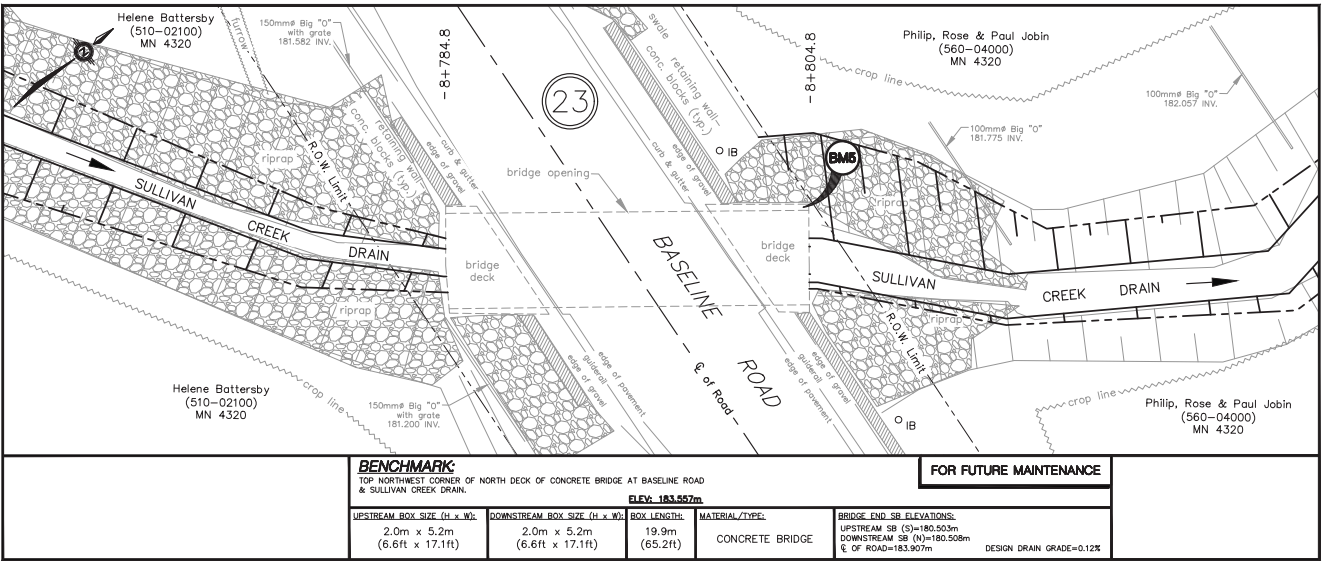 Helene Battersby
(510-02100)
MN 4320
furrow
150mmø Big "O"
with grate
181.582 INV.
8+784.8
23
swale
retaining wall-
conc. blocks (typ.)
8+804.8
Philip, Rose & Paul Jobin
(560-04000)
MN 4320
crop line
100mmø Big "O"
182.057 INV.
100mmø Big "O"
181.775 INV.
retaining wall-
conc. blocks (typ.)
curb & gutter
edge of gravel
edge of gravel
curb & gutter
IB
BM5
riprap
R.O.W. Limit
bridge opening
riprap
SULLIVAN
CREEK
DRAIN
bridge
deck
BASELINE
ROAD
bridge
deck
SULLIVAN
CREEK
DRAIN
riprap
riprap
R.O.W. Limit
edge of pavement
guiderail
edge of gravel
℄ of Road
edge of gravel
guiderail
edge of pavement
IB
Helene Battersby
(510-02100)
MN 4320
crop line
150mmø Big "O"
with grate
181.200 INV.
crop line
Philip, Rose & Paul Jobin
(560-04000)
MN 4320
BENCHMARK:
TOP NORTHWEST CORNER OF NORTH DECK OF CONCRETE BRIDGE AT BASELINE ROAD
& SULLIVAN CREEK DRAIN.
ELEV: 183.557m
FOR FUTURE MAINTENANCE
UPSTREAM BOX SIZE (H x W):
2.0m x 5.2m
(6.6ft x 17.1ft)
DOWNSTREAM BOX SIZE (H x W):
2.0m x 5.2m
(6.6ft x 17.1ft)
BOX LENGTH:
19.9m
(65.2ft)
MATERIAL/TYPE:
CONCRETE BRIDGE
BRIDGE END SB ELEVATIONS:
UPSTREAM SB (S)=180.503m
DOWNSTREAM SB (N)=180.508m
℄ OF ROAD=183.907m
DESIGN DRAIN GRADE=0.12%